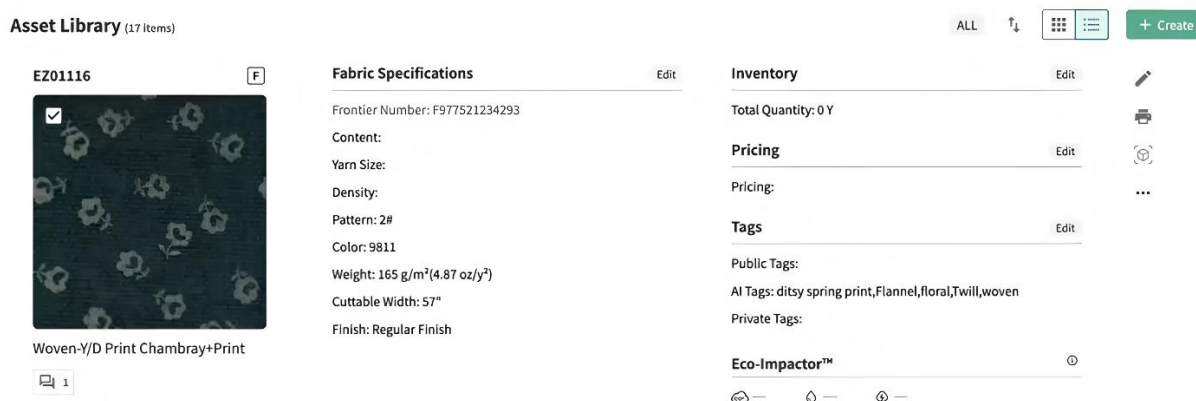 Asset Library (17 items)
ALL
+ Create
EZ01116
F
Woven-Y/D Print Chambray+Print
1
Fabric Specifications
Edit
Frontier Number: F977521234293
Content:
Yarn Size:
Density:
Pattern: 2#
Color: 9811
Weight: 165 g/m²(4.87 oz/y²)
Cuttable Width: 57"
Finish: Regular Finish
Inventory
Edit
Total Quantity: 0 Y
Pricing
Edit
Pricing:
Tags
Edit
Public Tags:
AI Tags: ditsy spring print,Flannel,floral,Twill,woven
Private Tags:
Eco-Impactor™